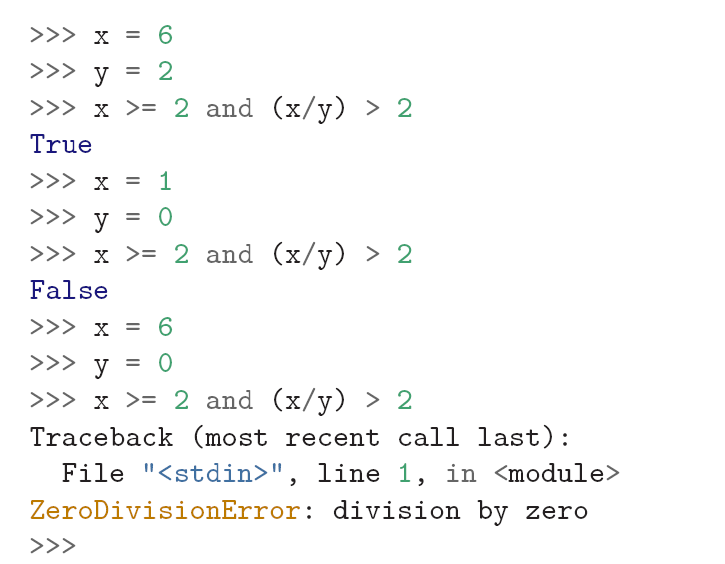 >>> x = 6
>>> y = 2
>>> x >= 2 and (x/y) > 2
True
>>> x = 1
>>> y = 0
>>> x >= 2 and (x/y) > 2
False
>>> x = 6
>>> y = 0
>>> x >= 2 and (x/y) > 2
Traceback (most recent call last):
  File "<stdin>", line 1, in <module>
ZeroDivisionError: division by zero
>>>